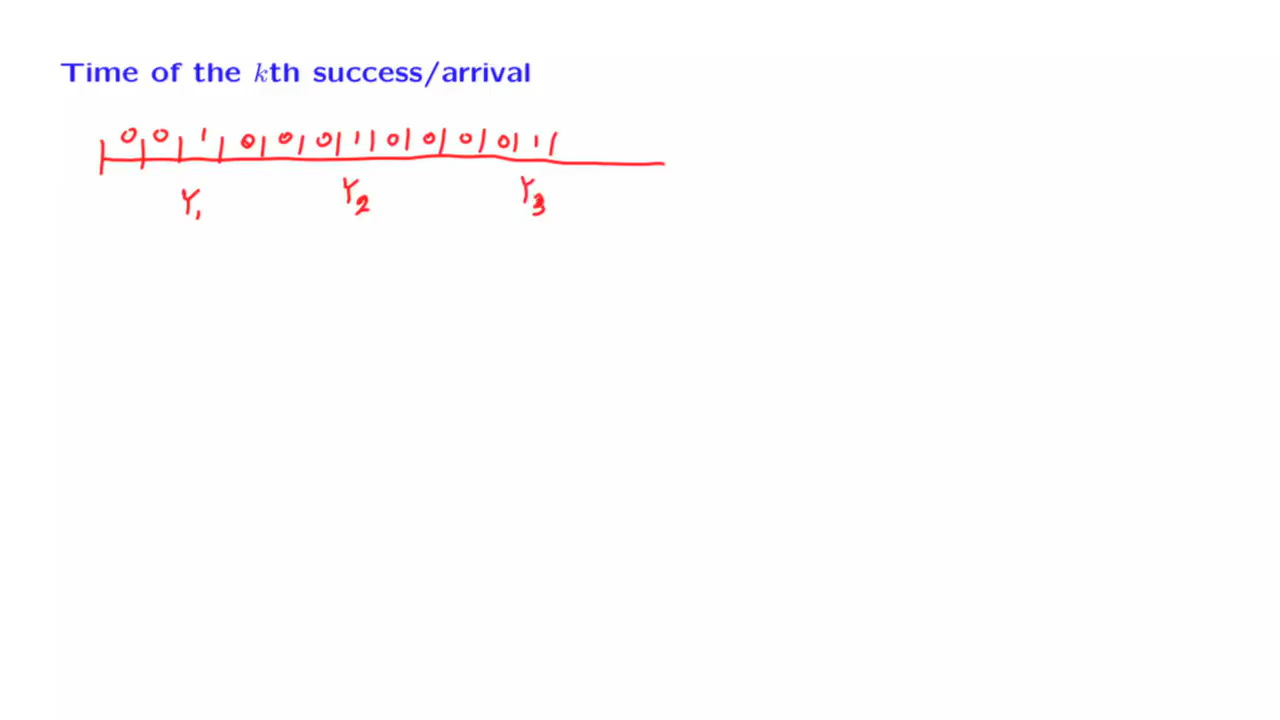 Time of the kth success/arrival
0 0 1 0 0 0 1 0 0 0 0 1
Y₁ Y₂ Y₃